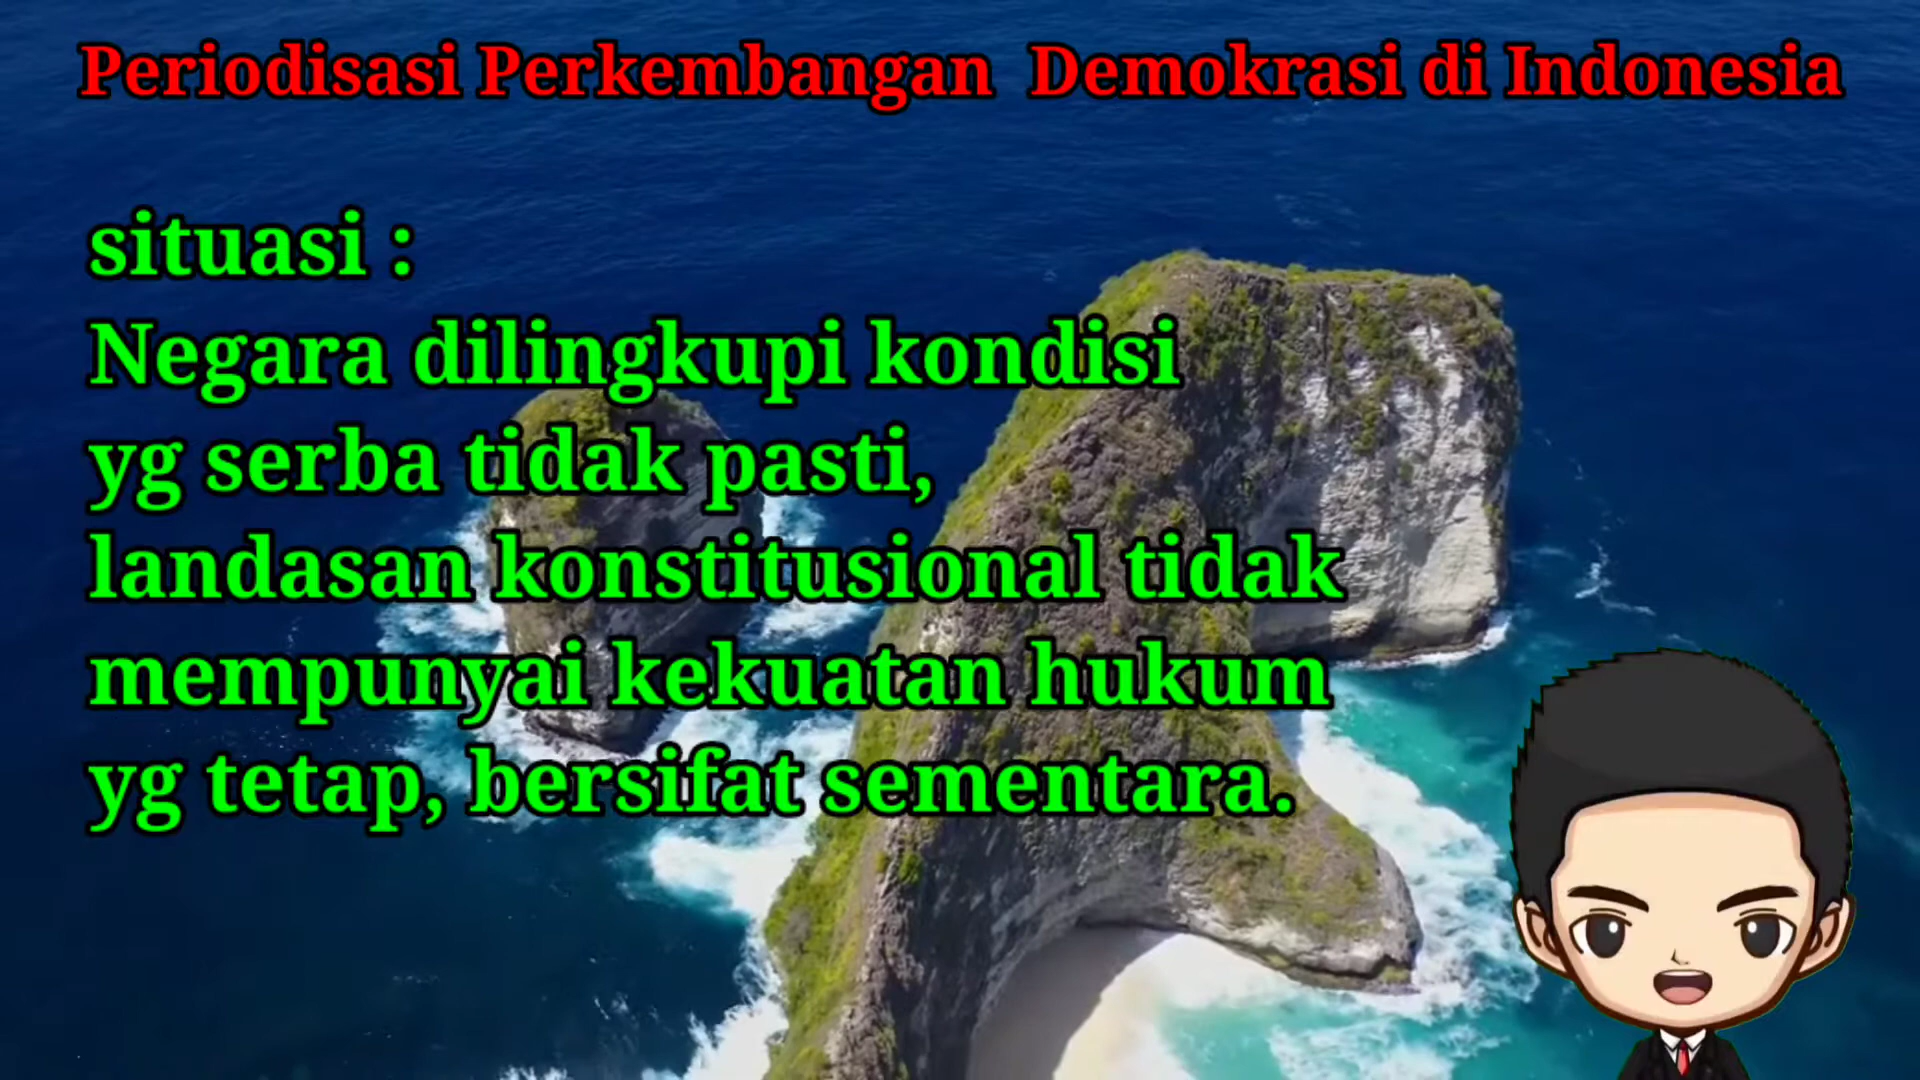 Periodisasi Perkembangan Demokrasi di Indonesia
situasi :
Negara dilingkupi kondisi
yg serba tidak pasti,
landasan konstitusional tidak
mempunyai kekuatan hukum
yg tetap, bersifat sementara.